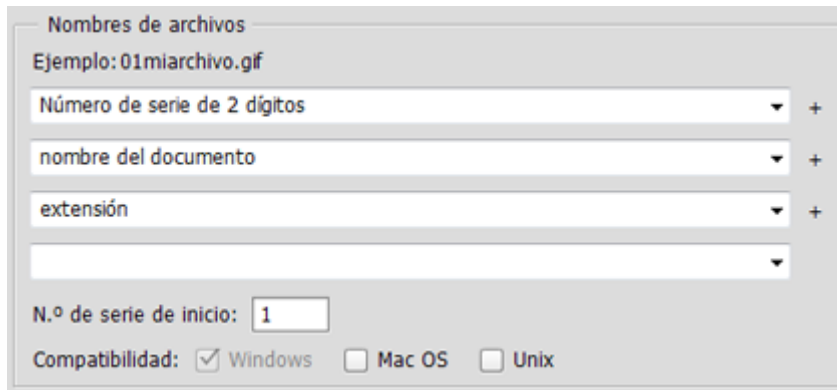 Nombres de archivos
Ejemplo: 01miarchivo.gif
Número de serie de 2 dígitos +
nombre del documento +
extensión +
N.º de serie de inicio: 1
Compatibilidad: Windows Mac OS Unix